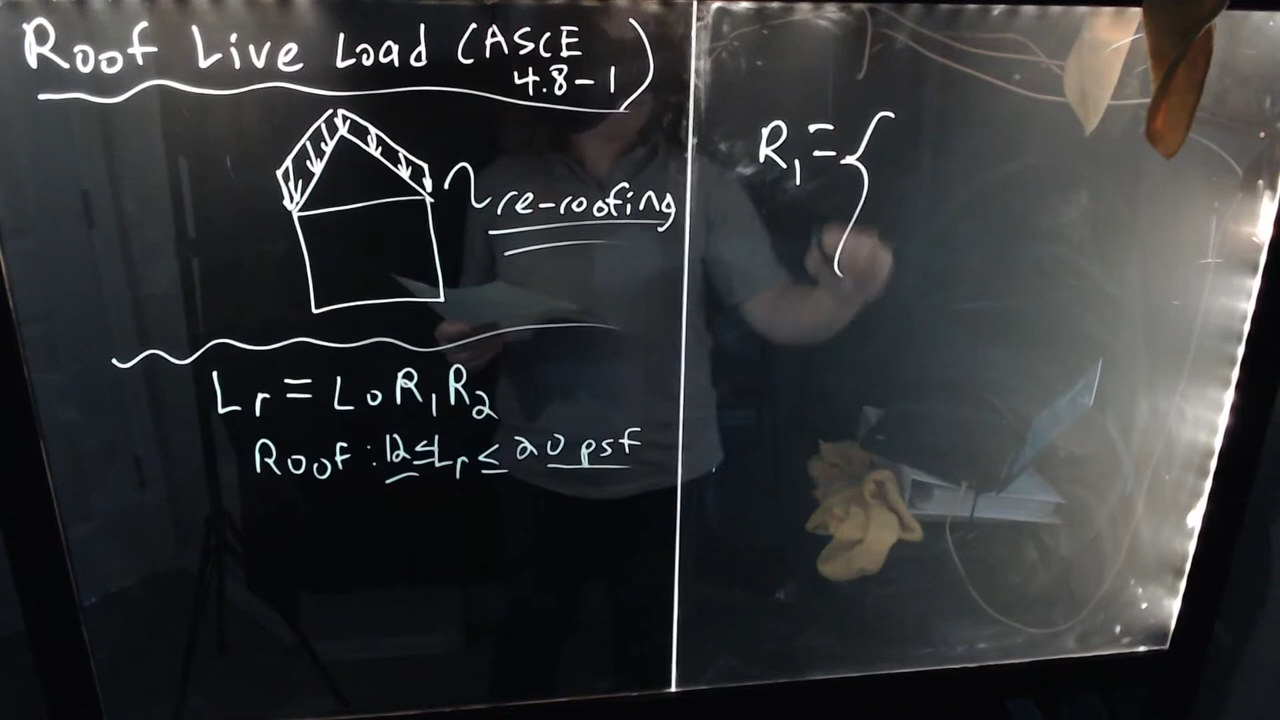 Roof Live Load (ASCE
4.8-1)
re-roofing
Lr = LoR1R2
Roof: 12≤Lr≤ 20 psf
R1={